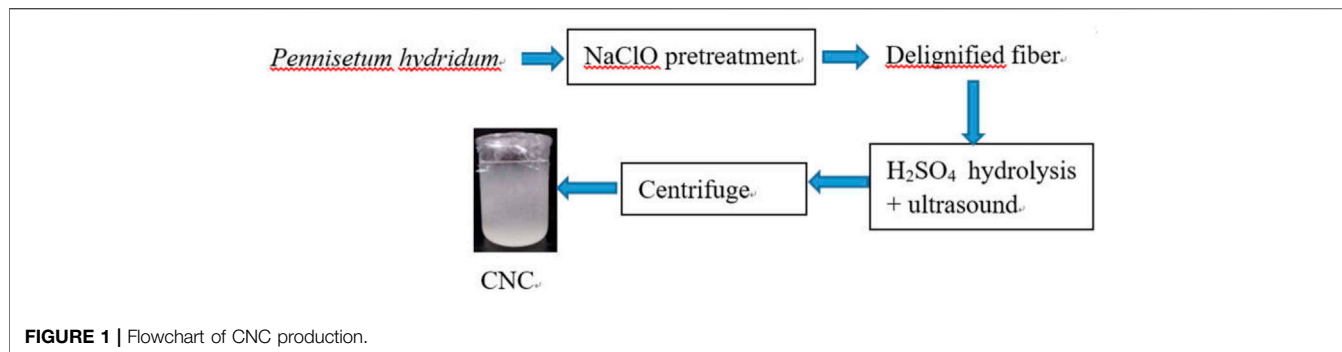 Pennisetum hydridum
NaClO pretreatment
Delignified fiber
H₂SO₄ hydrolysis
+ ultrasound
Centrifuge
CNC
FIGURE 1 | Flowchart of CNC production.